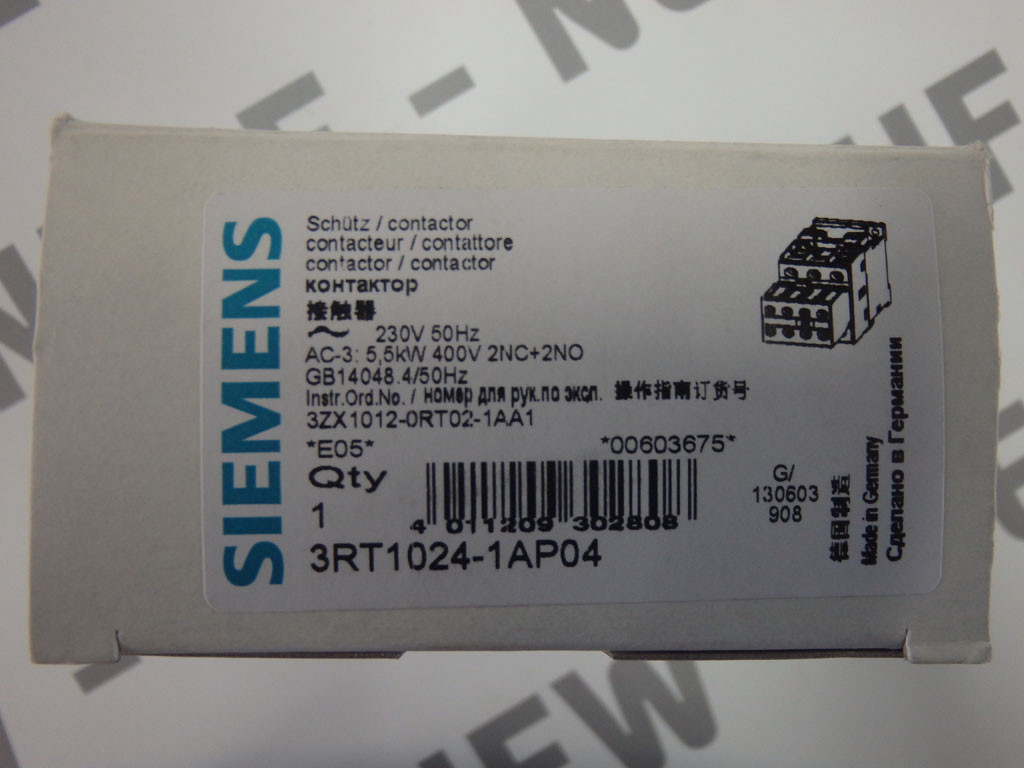 SIEMENS
Schütz / contactor
contacteur / contattore
contactor / contactor
контактор
接触器
~ 230V 50Hz
AC-3: 5,5kW 400V 2NC+2NO
GB14048.4/50Hz
Instr.Ord.No. / номер для рук.по эксп. 操作指南订货号
3ZX1012-0RT02-1AA1
*E05* *00603675*
Qty
1
4 011209 302808
3RT1024-1AP04
G/
130603
908
德国制造
Made in Germany
Сделано в Германии
NEW